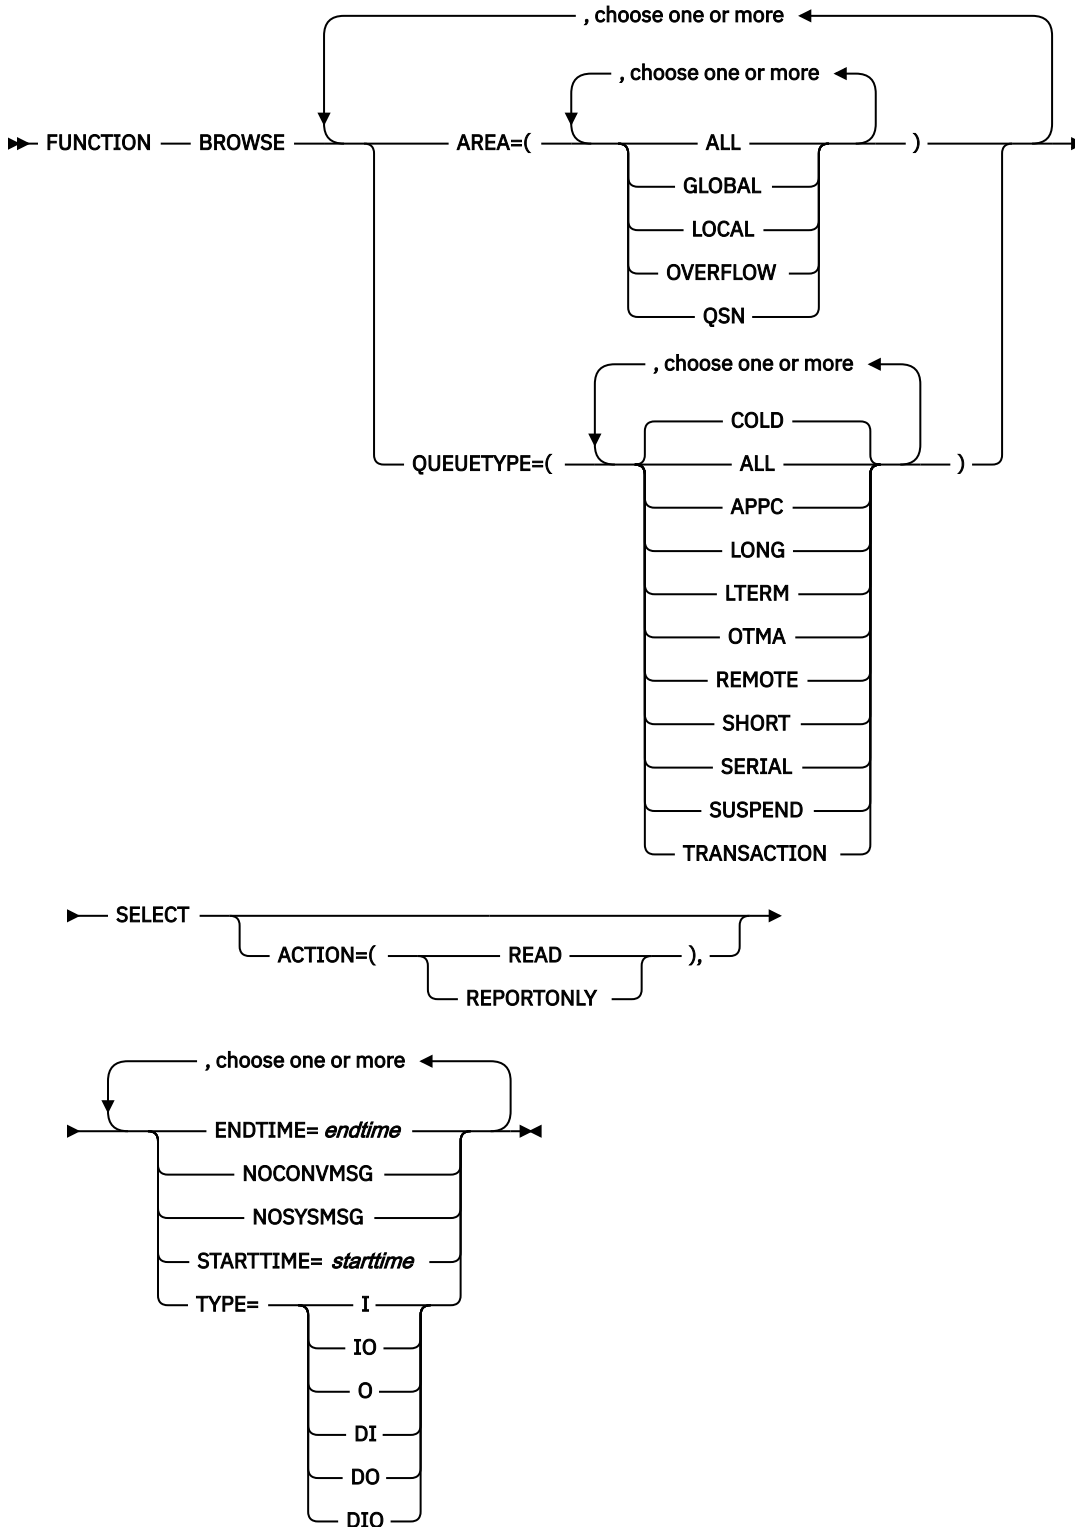 , choose one or more
, choose one or more
FUNCTION BROWSE AREA=( ALL )
GLOBAL
LOCAL
OVERFLOW
QSN
, choose one or more
COLD
QUEUETYPE=( ALL )
APPC
LONG
LTERM
OTMA
REMOTE
SHORT
SERIAL
SUSPEND
TRANSACTION
SELECT
ACTION=( READ ),
REPORTONLY
, choose one or more
ENDTIME= endtime
NOCONVMSG
NOSYSMSG
STARTTIME= starttime
TYPE= I
IO
O
DI
DO
DIO